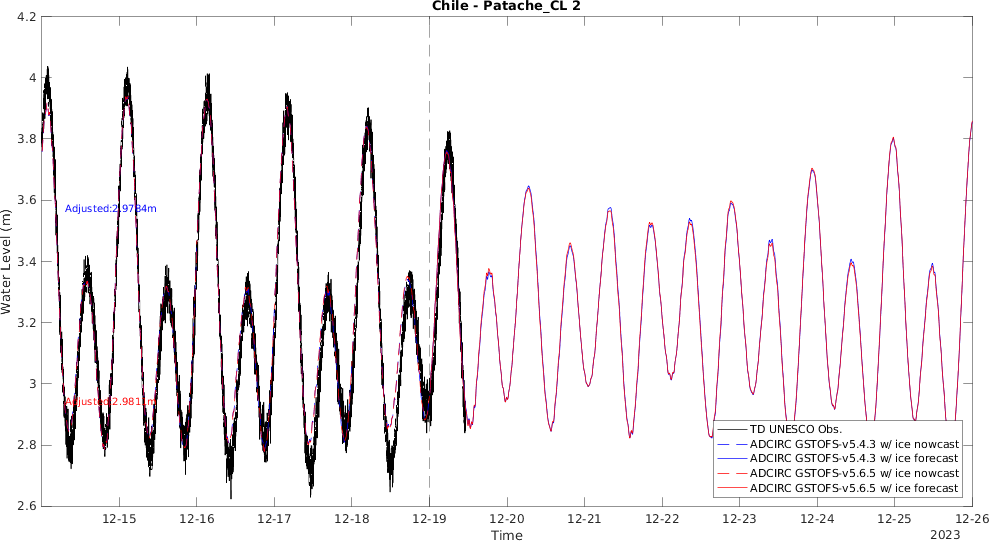 Chile - Patache_CL 2
4.2
4
3.8
3.6
3.4
3.2
3
2.8
2.6
Water Level (m)
Adjusted:2.9784m
Adjusted:2.9811m
TD UNESCO Obs.
ADCIRC GSTOFS-v5.4.3 w/ ice nowcast
ADCIRC GSTOFS-v5.4.3 w/ ice forecast
ADCIRC GSTOFS-v5.6.5 w/ ice nowcast
ADCIRC GSTOFS-v5.6.5 w/ ice forecast
12-15 12-16 12-17 12-18 12-19 12-20 12-21 12-22 12-23 12-24 12-25 12-26
Time
2023